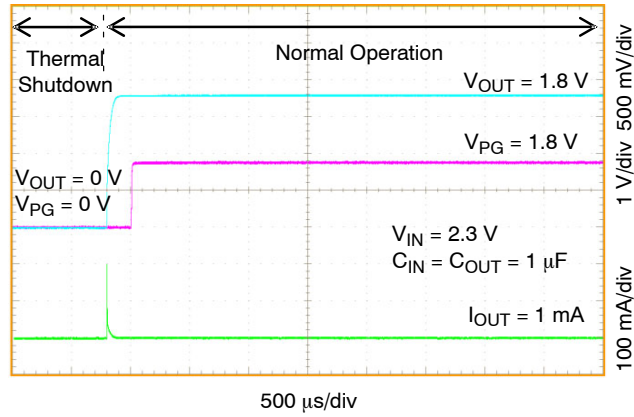 Thermal
Shutdown
Normal Operation
VOUT = 1.8 V
VPG = 1.8 V
VOUT = 0 V
VPG = 0 V
VIN = 2.3 V
CIN = COUT = 1 μF
IOUT = 1 mA
500 mV/div
1 V/div
100 mA/div
500 μs/div